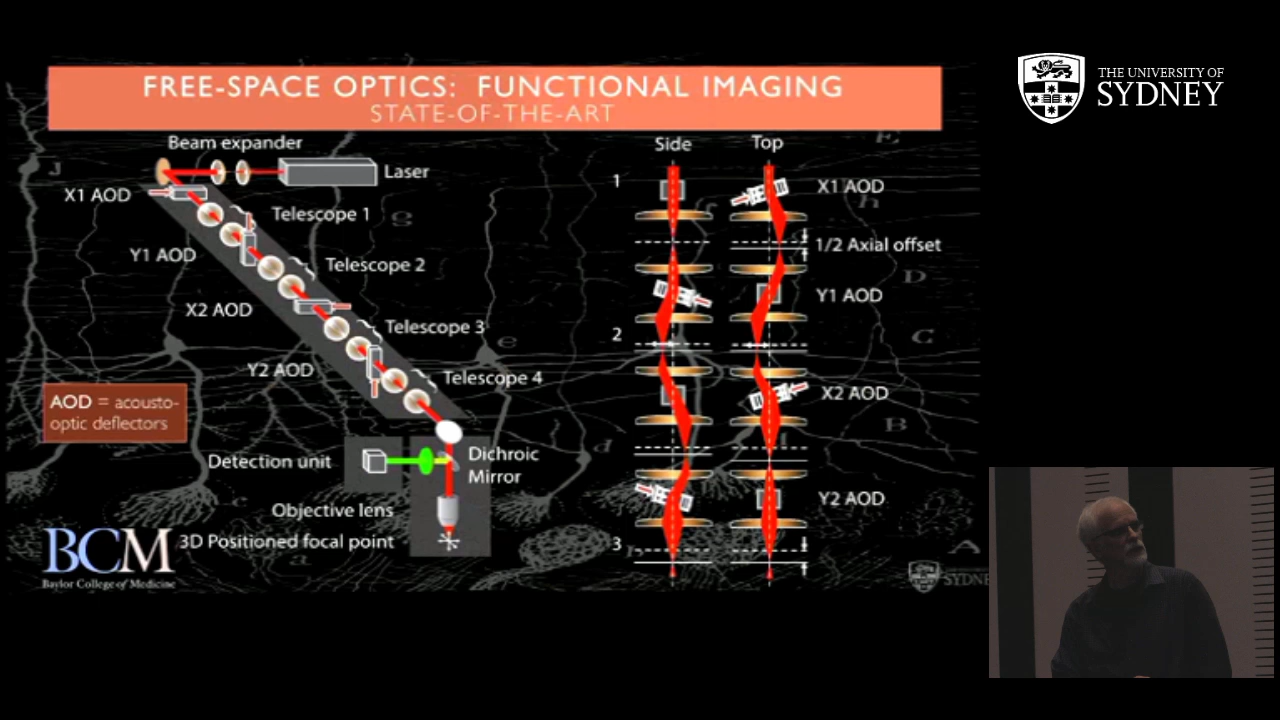 FREE-SPACE OPTICS: FUNCTIONAL IMAGING
STATE-OF-THE-ART
THE UNIVERSITY OF
SYDNEY
Beam expander
Laser
X1 AOD
Telescope 1
Y1 AOD
Telescope 2
X2 AOD
Telescope 3
Y2 AOD
Telescope 4
AOD = acousto-
optic deflectors
Detection unit
Dichroic
Mirror
Objective lens
3D Positioned focal point
BCM
Baylor College of Medicine
Side
Top
1
X1 AOD
1/2 Axial offset
Y1 AOD
2
X2 AOD
Y2 AOD
3
J
g
e
d
E
h
D
C
B
A
a
SYDNE